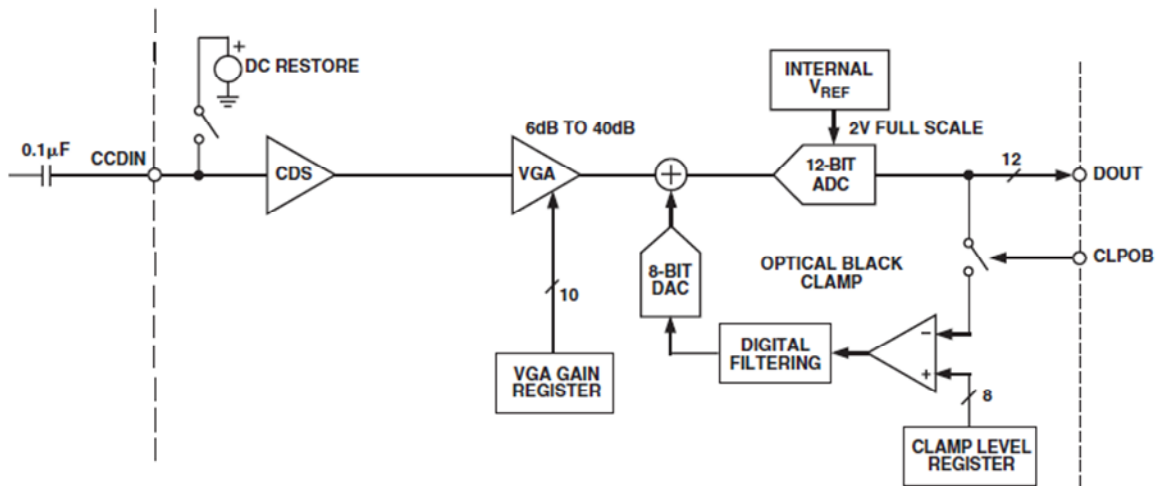 +
DC RESTORE
0.1µF
CCDIN
CDS
6dB TO 40dB
VGA
10
VGA GAIN
REGISTER
+
8-BIT
DAC
INTERNAL
VREF
2V FULL SCALE
12-BIT
ADC
12
DOUT
CLPOB
OPTICAL BLACK
CLAMP
DIGITAL
FILTERING
−
+
8
CLAMP LEVEL
REGISTER